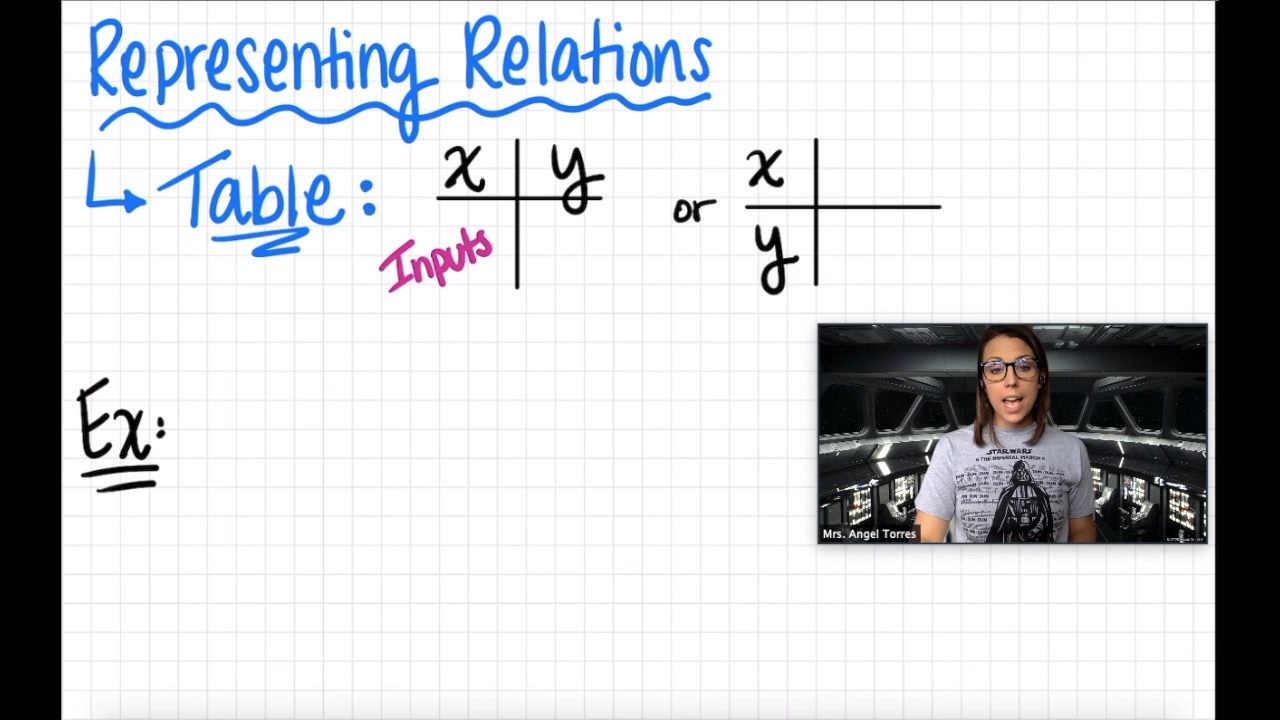 Representing Relations
Table: x y or x
y
Inputs
Ex:
STAR WARS
THE IMPERIAL MARCH
Mrs. Angel Torres